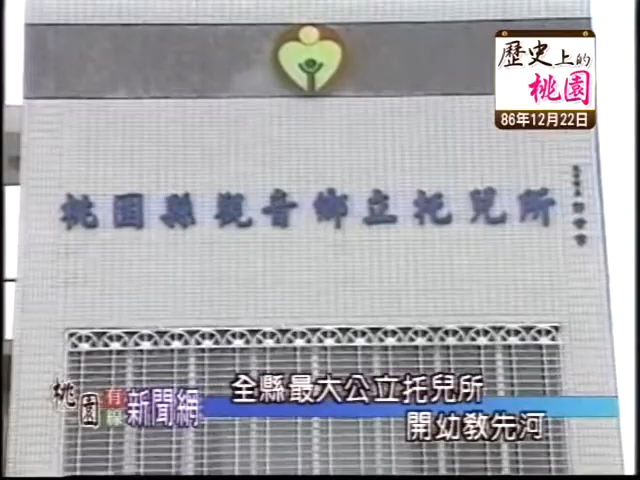 歷史上的
桃園
86年12月22日
桃園縣觀音鄉立托兒所
桃園
有線
新聞網
全縣最大公立托兒所
開幼教先河